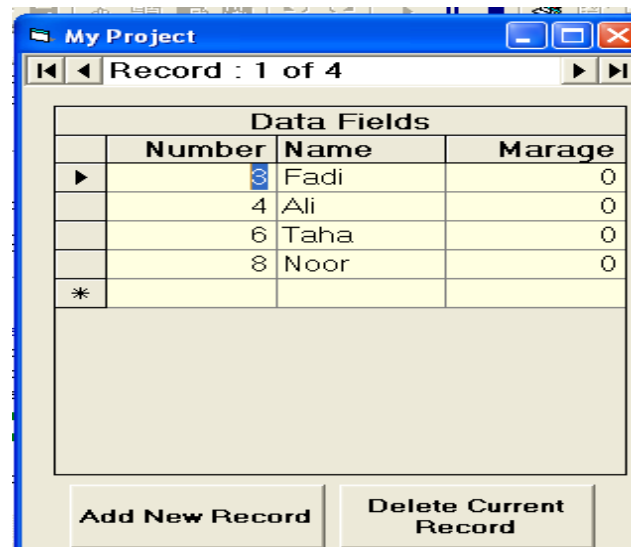 My Project
Record : 1 of 4
Data Fields
Number Name Marage
3 Fadi 0
4 Ali 0
6 Taha 0
8 Noor 0
*
Add New Record
Delete Current
Record